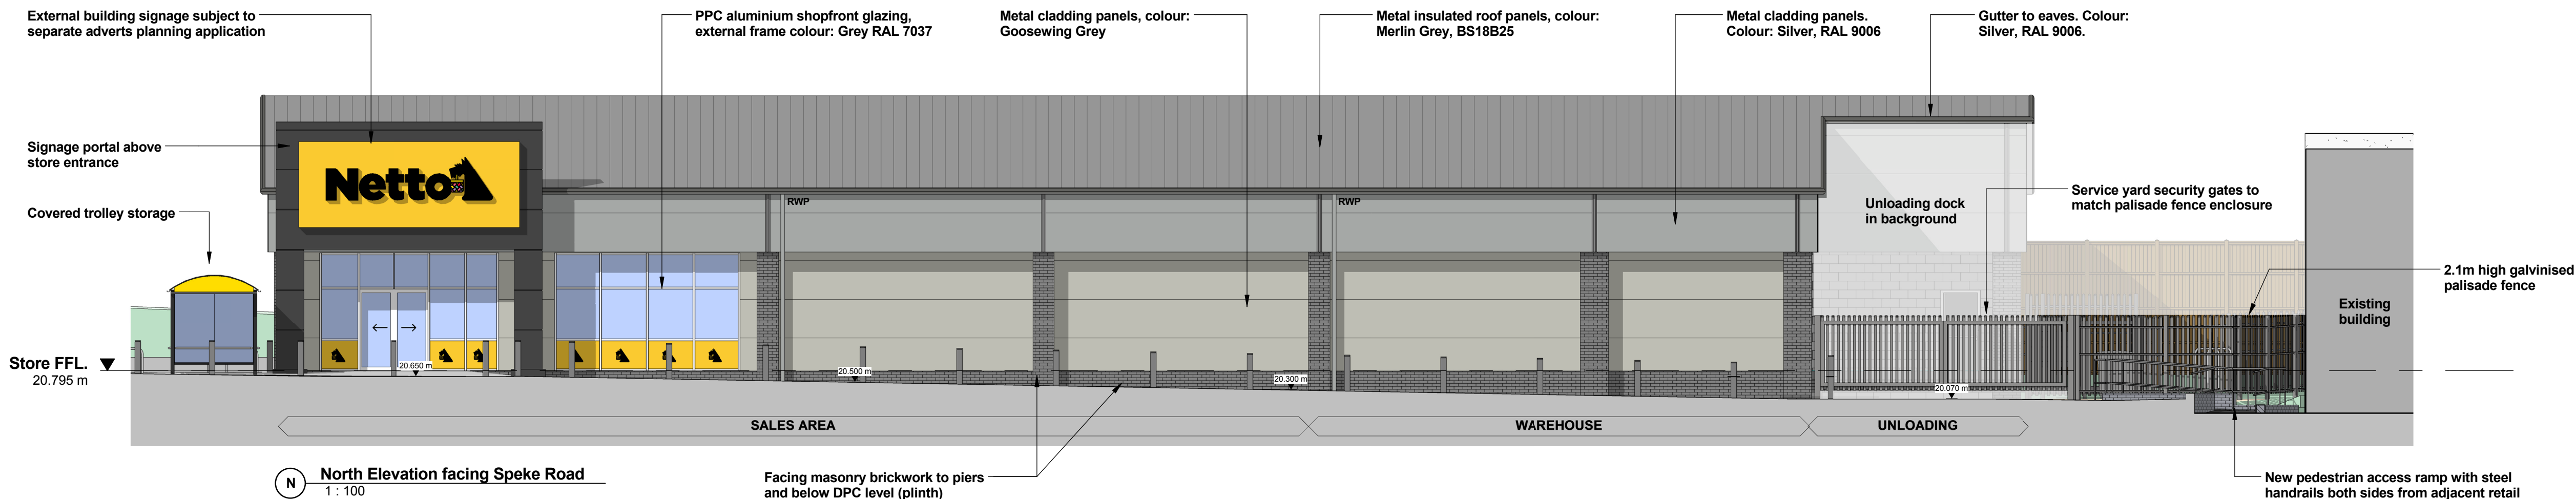 External building signage subject to
separate adverts planning application
PPC aluminium shopfront glazing,
external frame colour: Grey RAL 7037
Metal cladding panels, colour:
Goosewing Grey
Metal insulated roof panels, colour:
Merlin Grey, BS18B25
Metal cladding panels.
Colour: Silver, RAL 9006
Gutter to eaves. Colour:
Silver, RAL 9006.
Signage portal above
store entrance
Netto
Covered trolley storage
RWP
RWP
Unloading dock
in background
Service yard security gates to
match palisade fence enclosure
2.1m high galvinised
palisade fence
Existing
building
Store FFL.
20.795 m
20.650 m
20.500 m
20.300 m
20.070 m
SALES AREA
WAREHOUSE
UNLOADING
N
North Elevation facing Speke Road
1 : 100
Facing masonry brickwork to piers
and below DPC level (plinth)
New pedestrian access ramp with steel
handrails both sides from adjacent retail